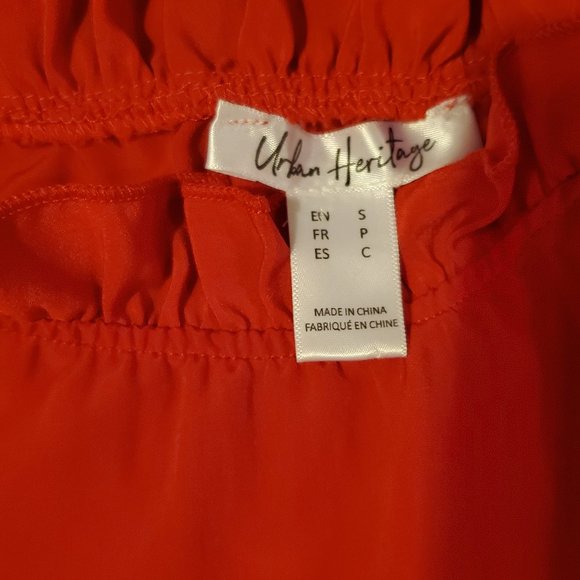 Urban Heritage
EN S
FR P
ES C
MADE IN CHINA
FABRIQUÉ EN CHINE